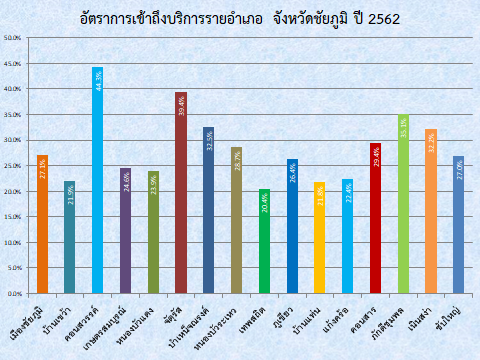 อัตราการเข้าถึงบริการรายอำเภอ จังหวัดชัยภูมิ ปี 2562
50.0%
45.0%
40.0%
35.0%
30.0%
25.0%
20.0%
15.0%
10.0%
5.0%
0.0%
27.1%
21.9%
44.3%
24.6%
23.9%
39.4%
32.5%
28.7%
20.4%
26.4%
21.8%
22.4%
29.4%
35.1%
32.2%
27.0%
เมืองชัยภูมิ
บ้านเขว้า
คอนสวรรค์
เกษตรสมบูรณ์
หนองบัวแดง
จัตุรัส
บำเหน็จณรงค์
หนองบัวระเหว
เทพสถิต
ภูเขียว
บ้านแท่น
แก้งคร้อ
คอนสาร
ภักดีชุมพล
เนินสง่า
ซับใหญ่